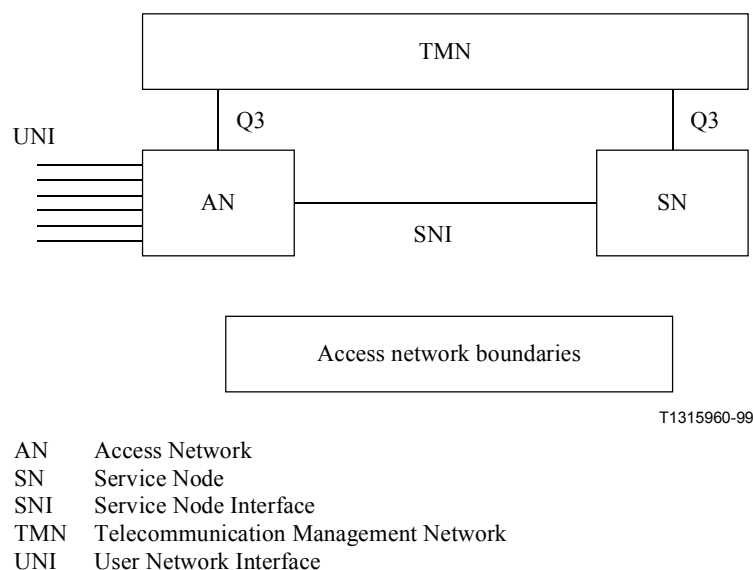 TMN
Q3
Q3
UNI
AN
SN
SNI
Access network boundaries
T1315960-99
AN Access Network
SN Service Node
SNI Service Node Interface
TMN Telecommunication Management Network
UNI User Network Interface